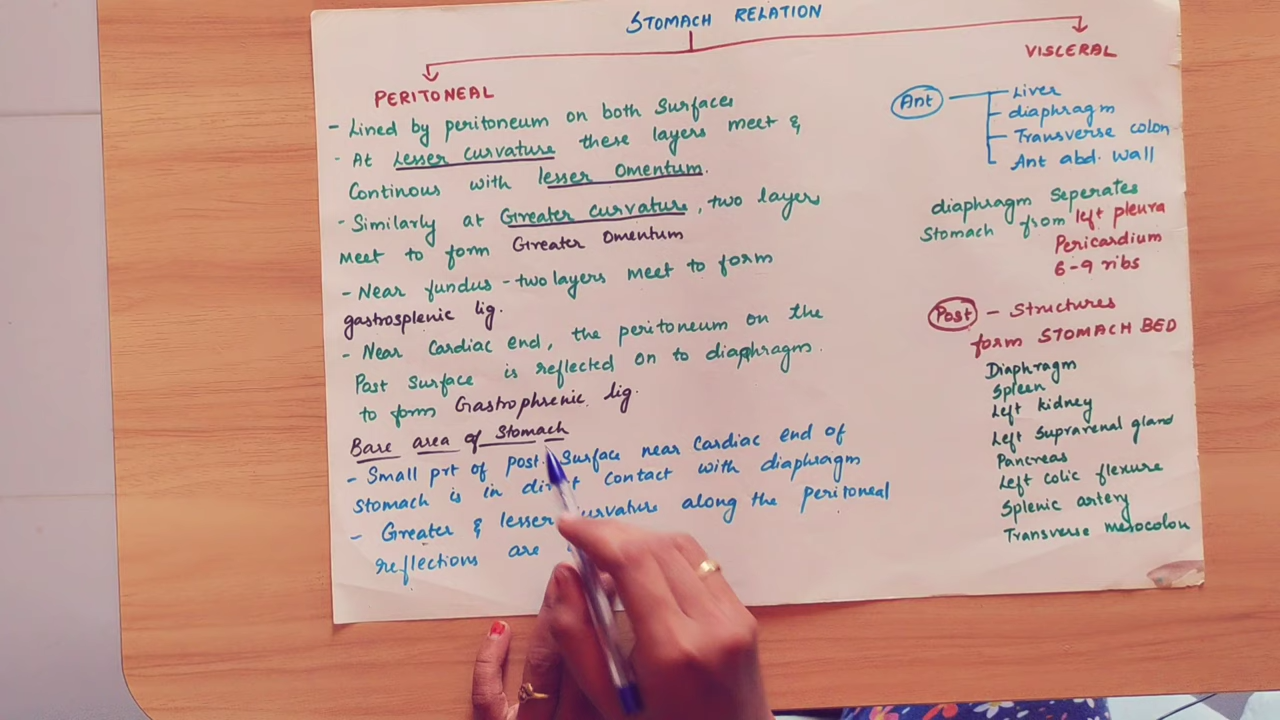 STOMACH RELATION
PERITONEAL
- Lined by peritoneum on both Surfaces
- At Lesser curvature these layers meet &
Continous with lesser Omentum.
- Similarly at Greater curvature, two layers
meet to form Greater Omentum
- Near fundus - two layers meet to form
gastrosplenic lig.
- Near Cardiac end, the peritoneum on the
Post Surface is reflected on to diaphragm.
to form Gastrophrenic lig.
Bare area of Stomach
- Small prt of post. Surface near Cardiac end of
Stomach is in direct contact with diaphragm
- Greater & lesser curvature along the peritoneal
reflections are
VISCERAL
Ant - Liver
- diaphragm
- Transverse colon
- Ant abd. wall
diaphragm Seperates
Stomach from left pleura
Pericardium
6-9 ribs
Post - Structures
form STOMACH BED
Diaphragm
Spleen
Left kidney
Left Suprarenal gland
Pancreas
Left colic flexure
Splenic artery
Transverse mesocolon